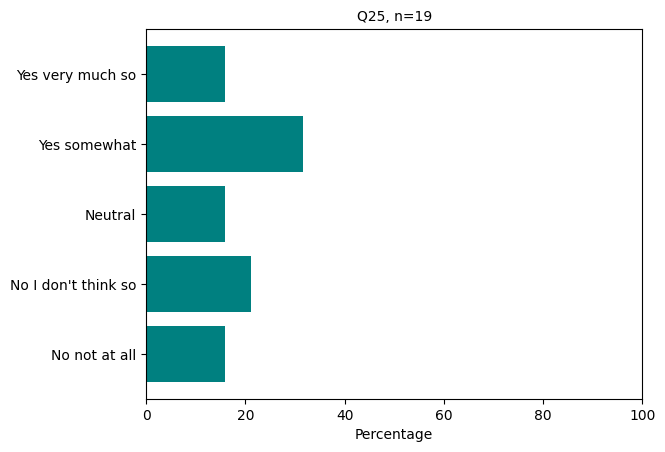 Q25, n=19
Yes very much so
Yes somewhat
Neutral
No I don't think so
No not at all
0 20 40 60 80 100
Percentage